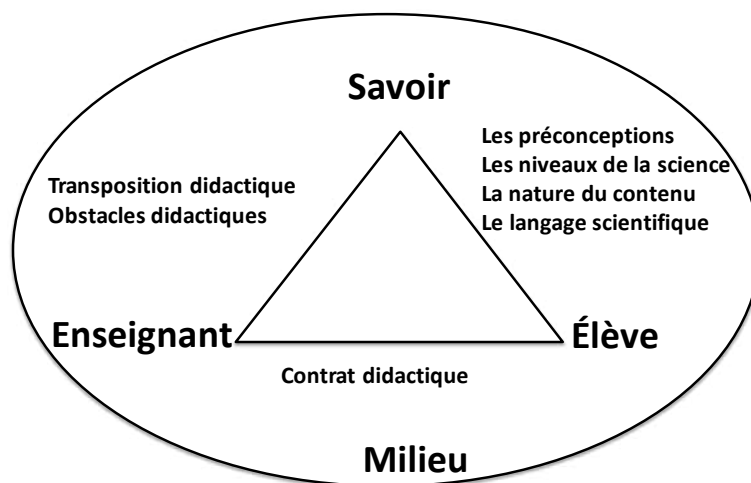 Savoir
Les préconceptions
Les niveaux de la science
La nature du contenu
Le langage scientifique
Transposition didactique
Obstacles didactiques
Enseignant
Élève
Contrat didactique
Milieu